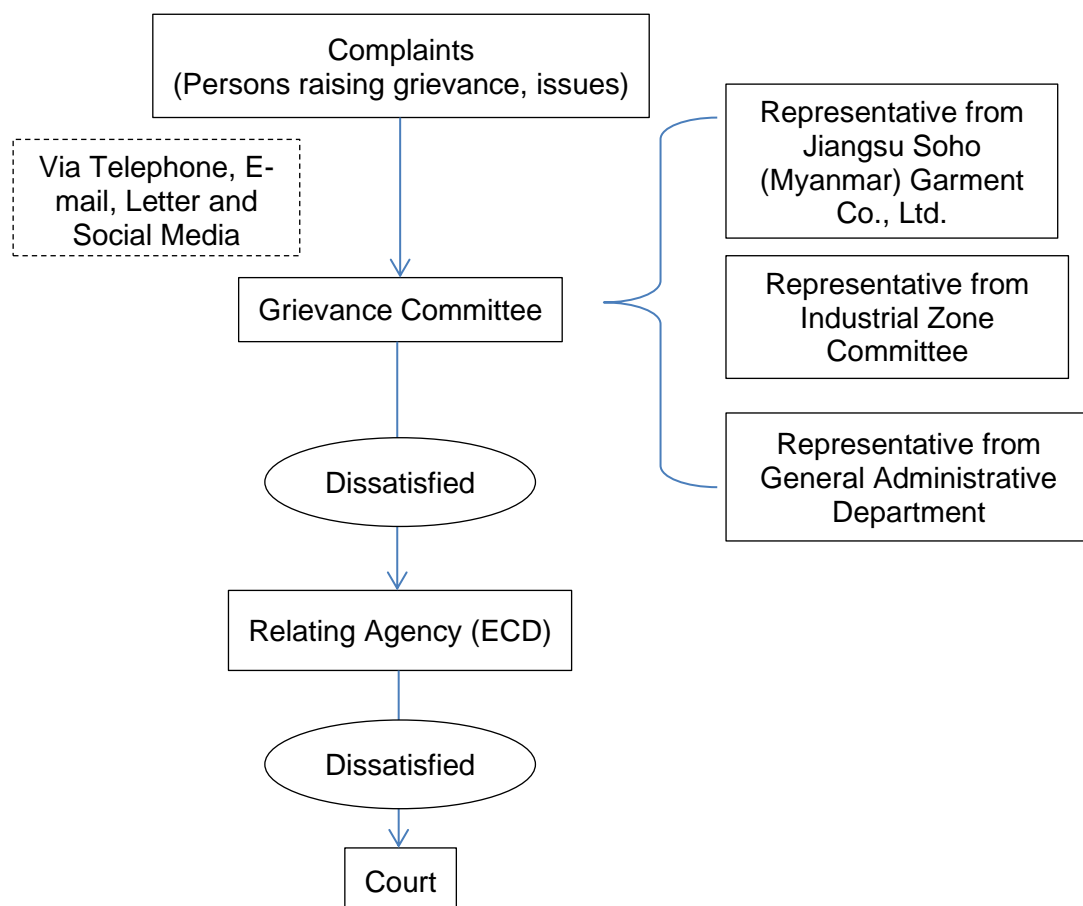 Complaints
(Persons raising grievance, issues)
Via Telephone, E-
mail, Letter and
Social Media
Grievance Committee
Representative from
Jiangsu Soho
(Myanmar) Garment
Co., Ltd.
Representative from
Industrial Zone
Committee
Representative from
General Administrative
Department
Dissatisfied
Relating Agency (ECD)
Dissatisfied
Court